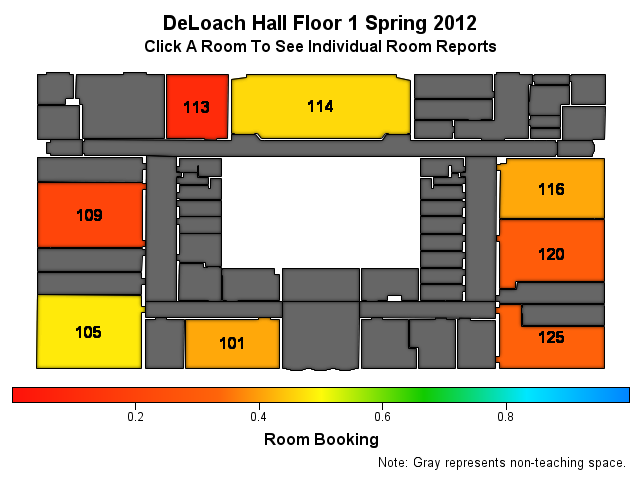 DeLoach Hall Floor 1 Spring 2012
Click A Room To See Individual Room Reports
113
114
116
109
120
105
101
125
0.2 0.4 0.6 0.8
Room Booking
Note: Gray represents non-teaching space.